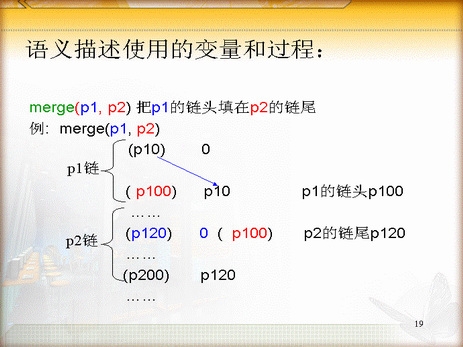 语义描述使用的变量和过程：
merge(p1, p2) 把p1的链头填在p2的链尾
例：merge(p1, p2)
(p10) 0
p1链
( p100) p10 p1的链头p100
……
p2链
(p120) 0 ( p100) p2的链尾p120
……
(p200) p120
……
19